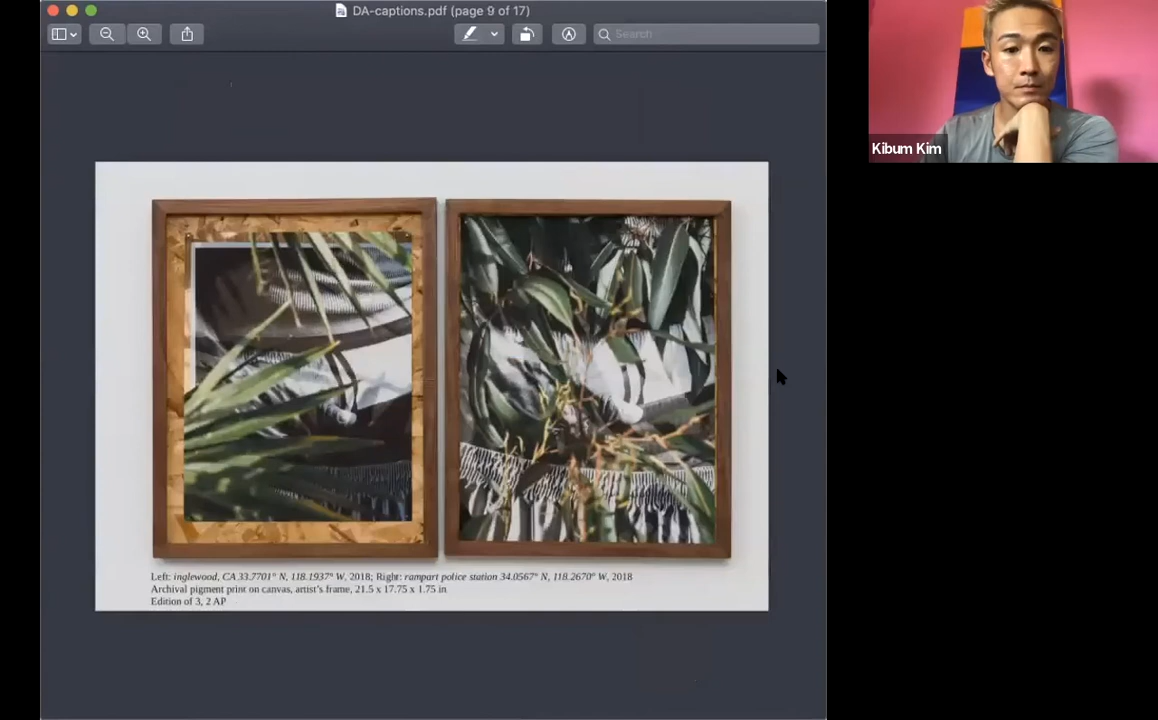 DA-captions.pdf (page 9 of 17)
Search
Kibum Kim
Left: inglewood, CA 33.7701° N, 118.1937° W, 2018; Right: rampart police station 34.0567° N, 118.2670° W, 2018
Archival pigment print on canvas, artist's frame, 21.5 x 17.75 x 1.75 in
Edition of 3, 2 AP